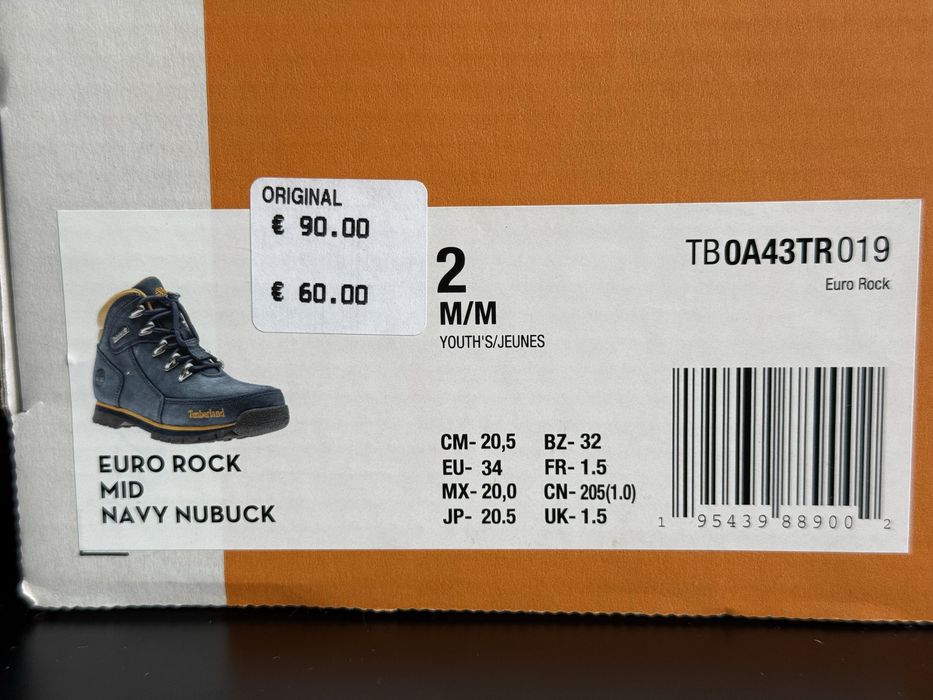 ORIGINAL
€ 90.00
€ 60.00
2
M/M
YOUTH'S/JEUNES
TB0A43TR019
Euro Rock
Timberland
EURO ROCK
MID
NAVY NUBUCK
CM- 20,5 BZ- 32
EU- 34 FR- 1.5
MX- 20,0 CN- 205(1.0)
JP- 20.5 UK- 1.5
1 95439 88900 2